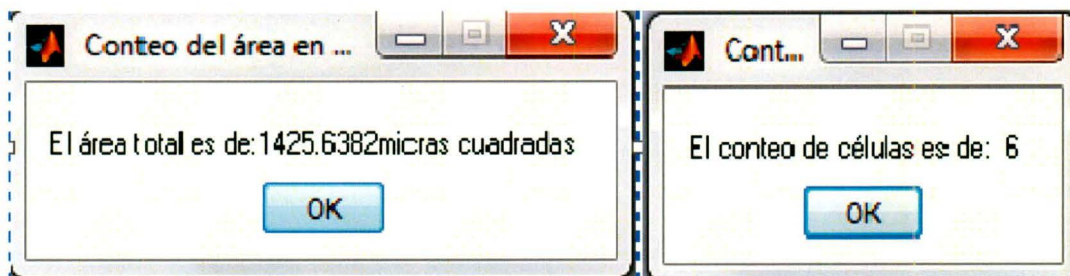 Conteo del área en ...
El área total es de:1425.6382micras cuadradas
OK
Cont...
El conteo de células es de: 6
OK